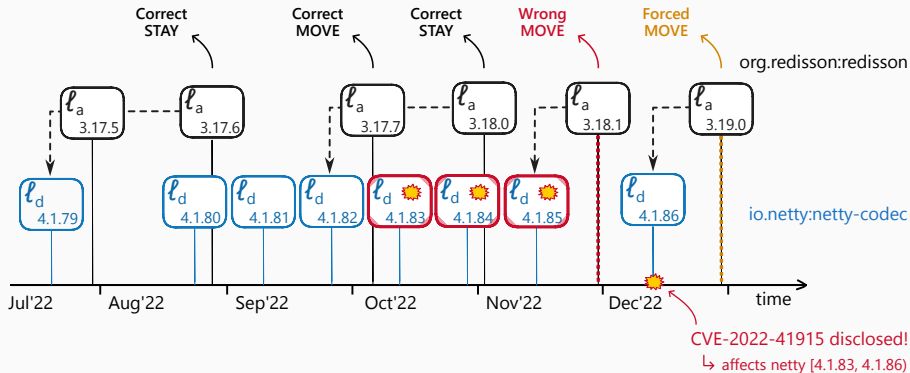 Correct
STAY
Correct
MOVE
Correct
STAY
Wrong
MOVE
Forced
MOVE
org.redisson:redisson
ℓa
3.17.5
ℓa
3.17.6
ℓa
3.17.7
ℓa
3.18.0
ℓa
3.18.1
ℓa
3.19.0
ℓd
4.1.79
ℓd
4.1.80
ℓd
4.1.81
ℓd
4.1.82
ℓd
4.1.83
ℓd
4.1.84
ℓd
4.1.85
ℓd
4.1.86
io.netty:netty-codec
Jul'22
Aug'22
Sep'22
Oct'22
Nov'22
Dec'22
time
CVE-2022-41915 disclosed!
↳ affects netty [4.1.83, 4.1.86)